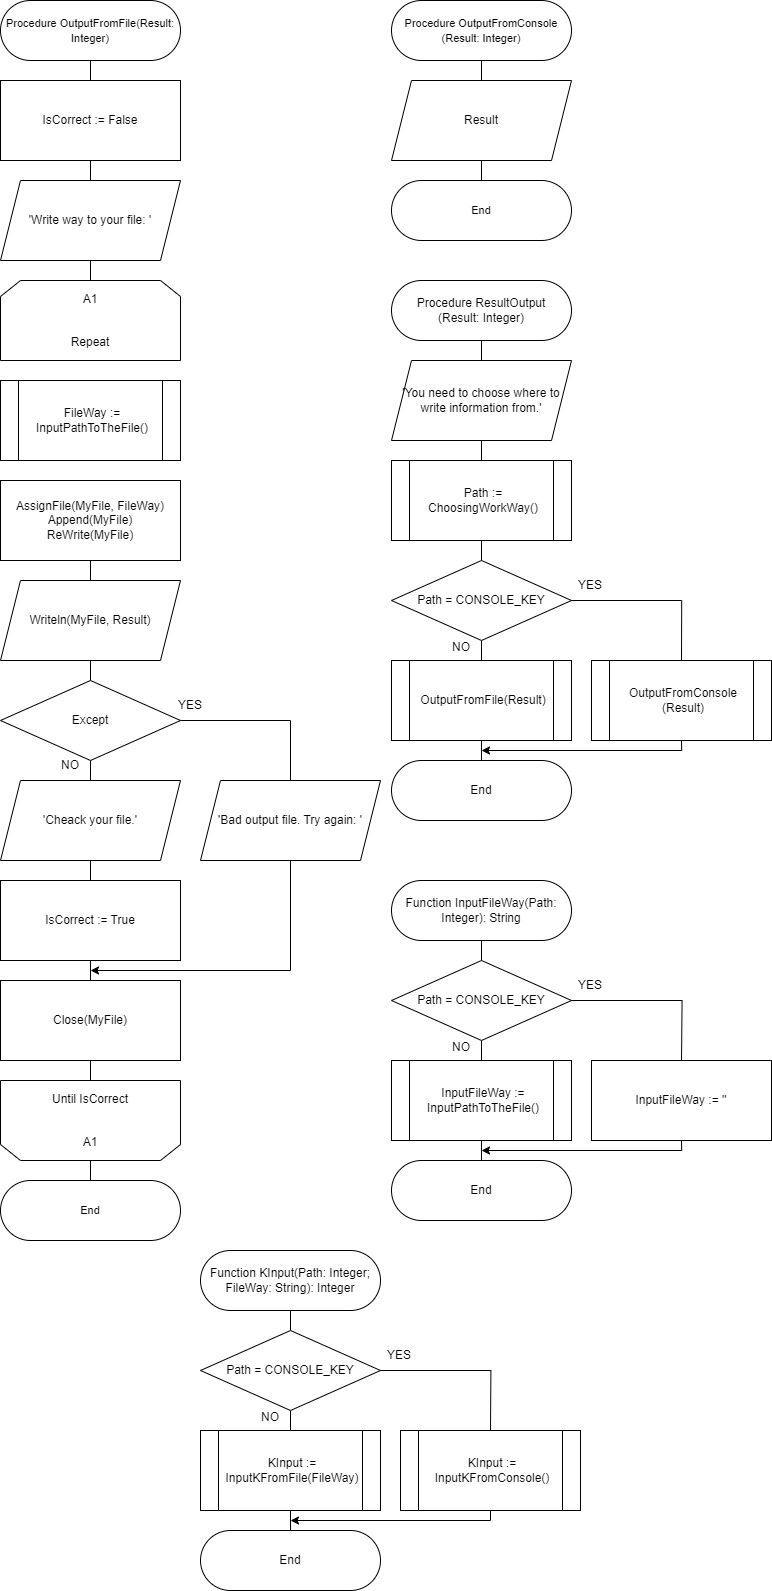 Procedure OutputFromFile(Result:
Integer)
IsCorrect := False
'Write way to your file: '
A1
Repeat
FileWay :=
InputPathToTheFile()
AssignFile(MyFile, FileWay)
Append(MyFile)
ReWrite(MyFile)
Writeln(MyFile, Result)
Except
YES
NO
'Cheack your file.'
'Bad output file. Try again: '
IsCorrect := True
Close(MyFile)
Until IsCorrect
A1
End
Procedure OutputFromConsole
(Result: Integer)
Result
End
Procedure ResultOutput
(Result: Integer)
'You need to choose where to
write information from.'
Path :=
ChoosingWorkWay()
Path = CONSOLE_KEY
YES
NO
OutputFromFile(Result)
OutputFromConsole
(Result)
End
Function InputFileWay(Path:
Integer): String
Path = CONSOLE_KEY
YES
NO
InputFileWay :=
InputPathToTheFile()
InputFileWay := ''
End
Function KInput(Path: Integer;
FileWay: String): Integer
Path = CONSOLE_KEY
YES
NO
KInput :=
InputKFromFile(FileWay)
KInput :=
InputKFromConsole()
End